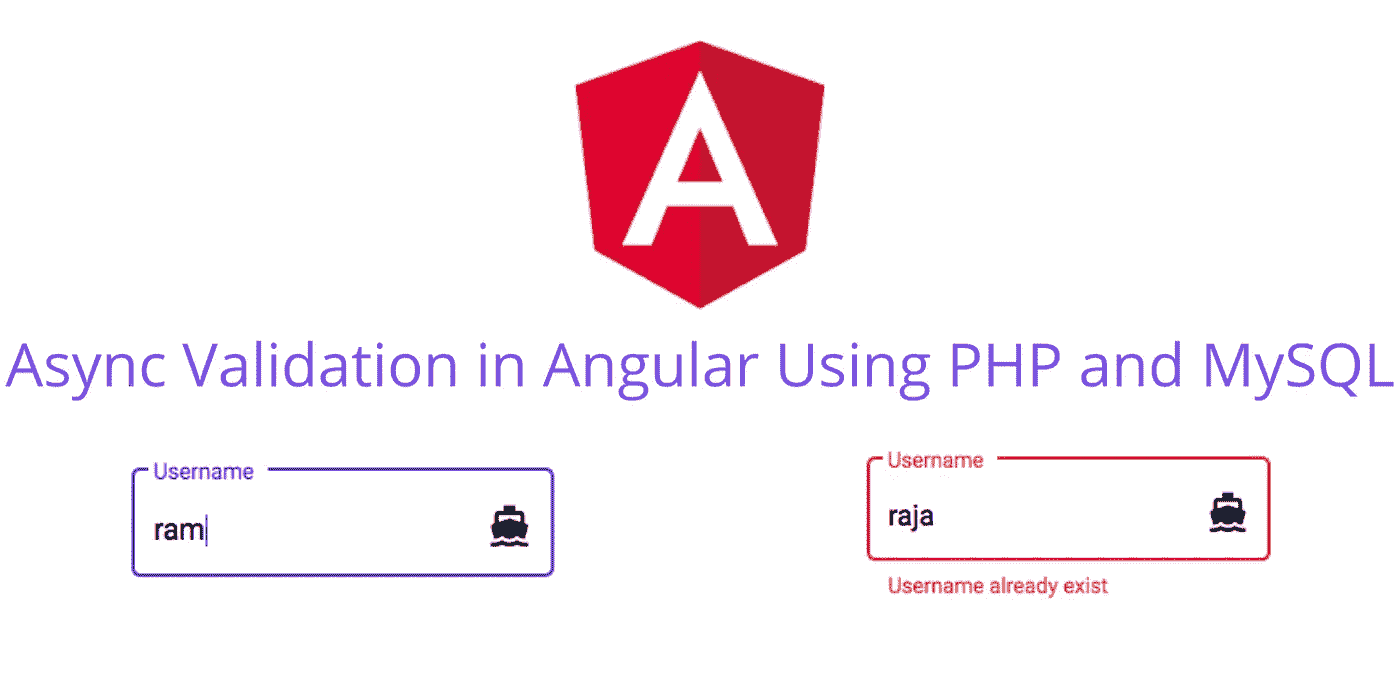 A
Async Validation in Angular Using PHP and MySQL
Username
ram
Username
raja
Username already exist